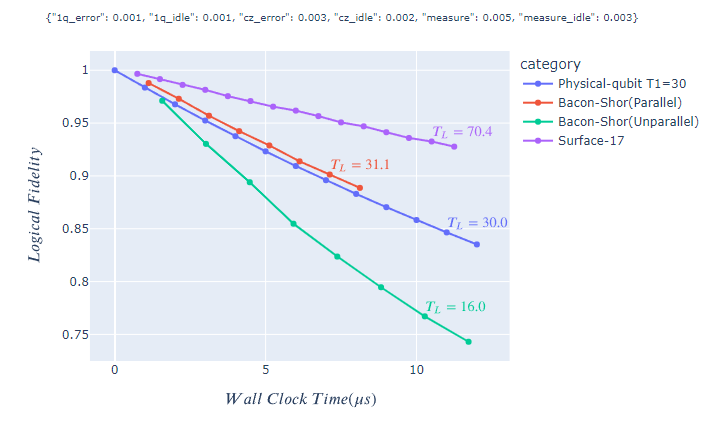 {"1q_error": 0.001, "1q_idle": 0.001, "cz_error": 0.003, "cz_idle": 0.002, "measure": 0.005, "measure_idle": 0.003}
category
Physical-qubit T1=30
Bacon-Shor(Parallel)
Bacon-Shor(Unparallel)
Surface-17
Logical Fidelity
1
0.95
0.9
0.85
0.8
0.75
T_L = 70.4
T_L = 31.1
T_L = 30.0
T_L = 16.0
0
5
10
Wall Clock Time(μs)